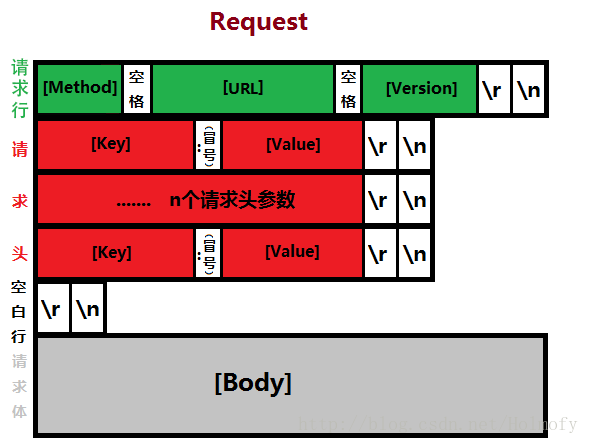 Request
请求行 [Method] 空格 [URL] 空格 [Version] \r \n
请 [Key] :(冒号) [Value] \r \n
求 ....... n个请求头参数 \r \n
头 [Key] :(冒号) [Value] \r \n
空白行 \r \n
请求体 [Body]